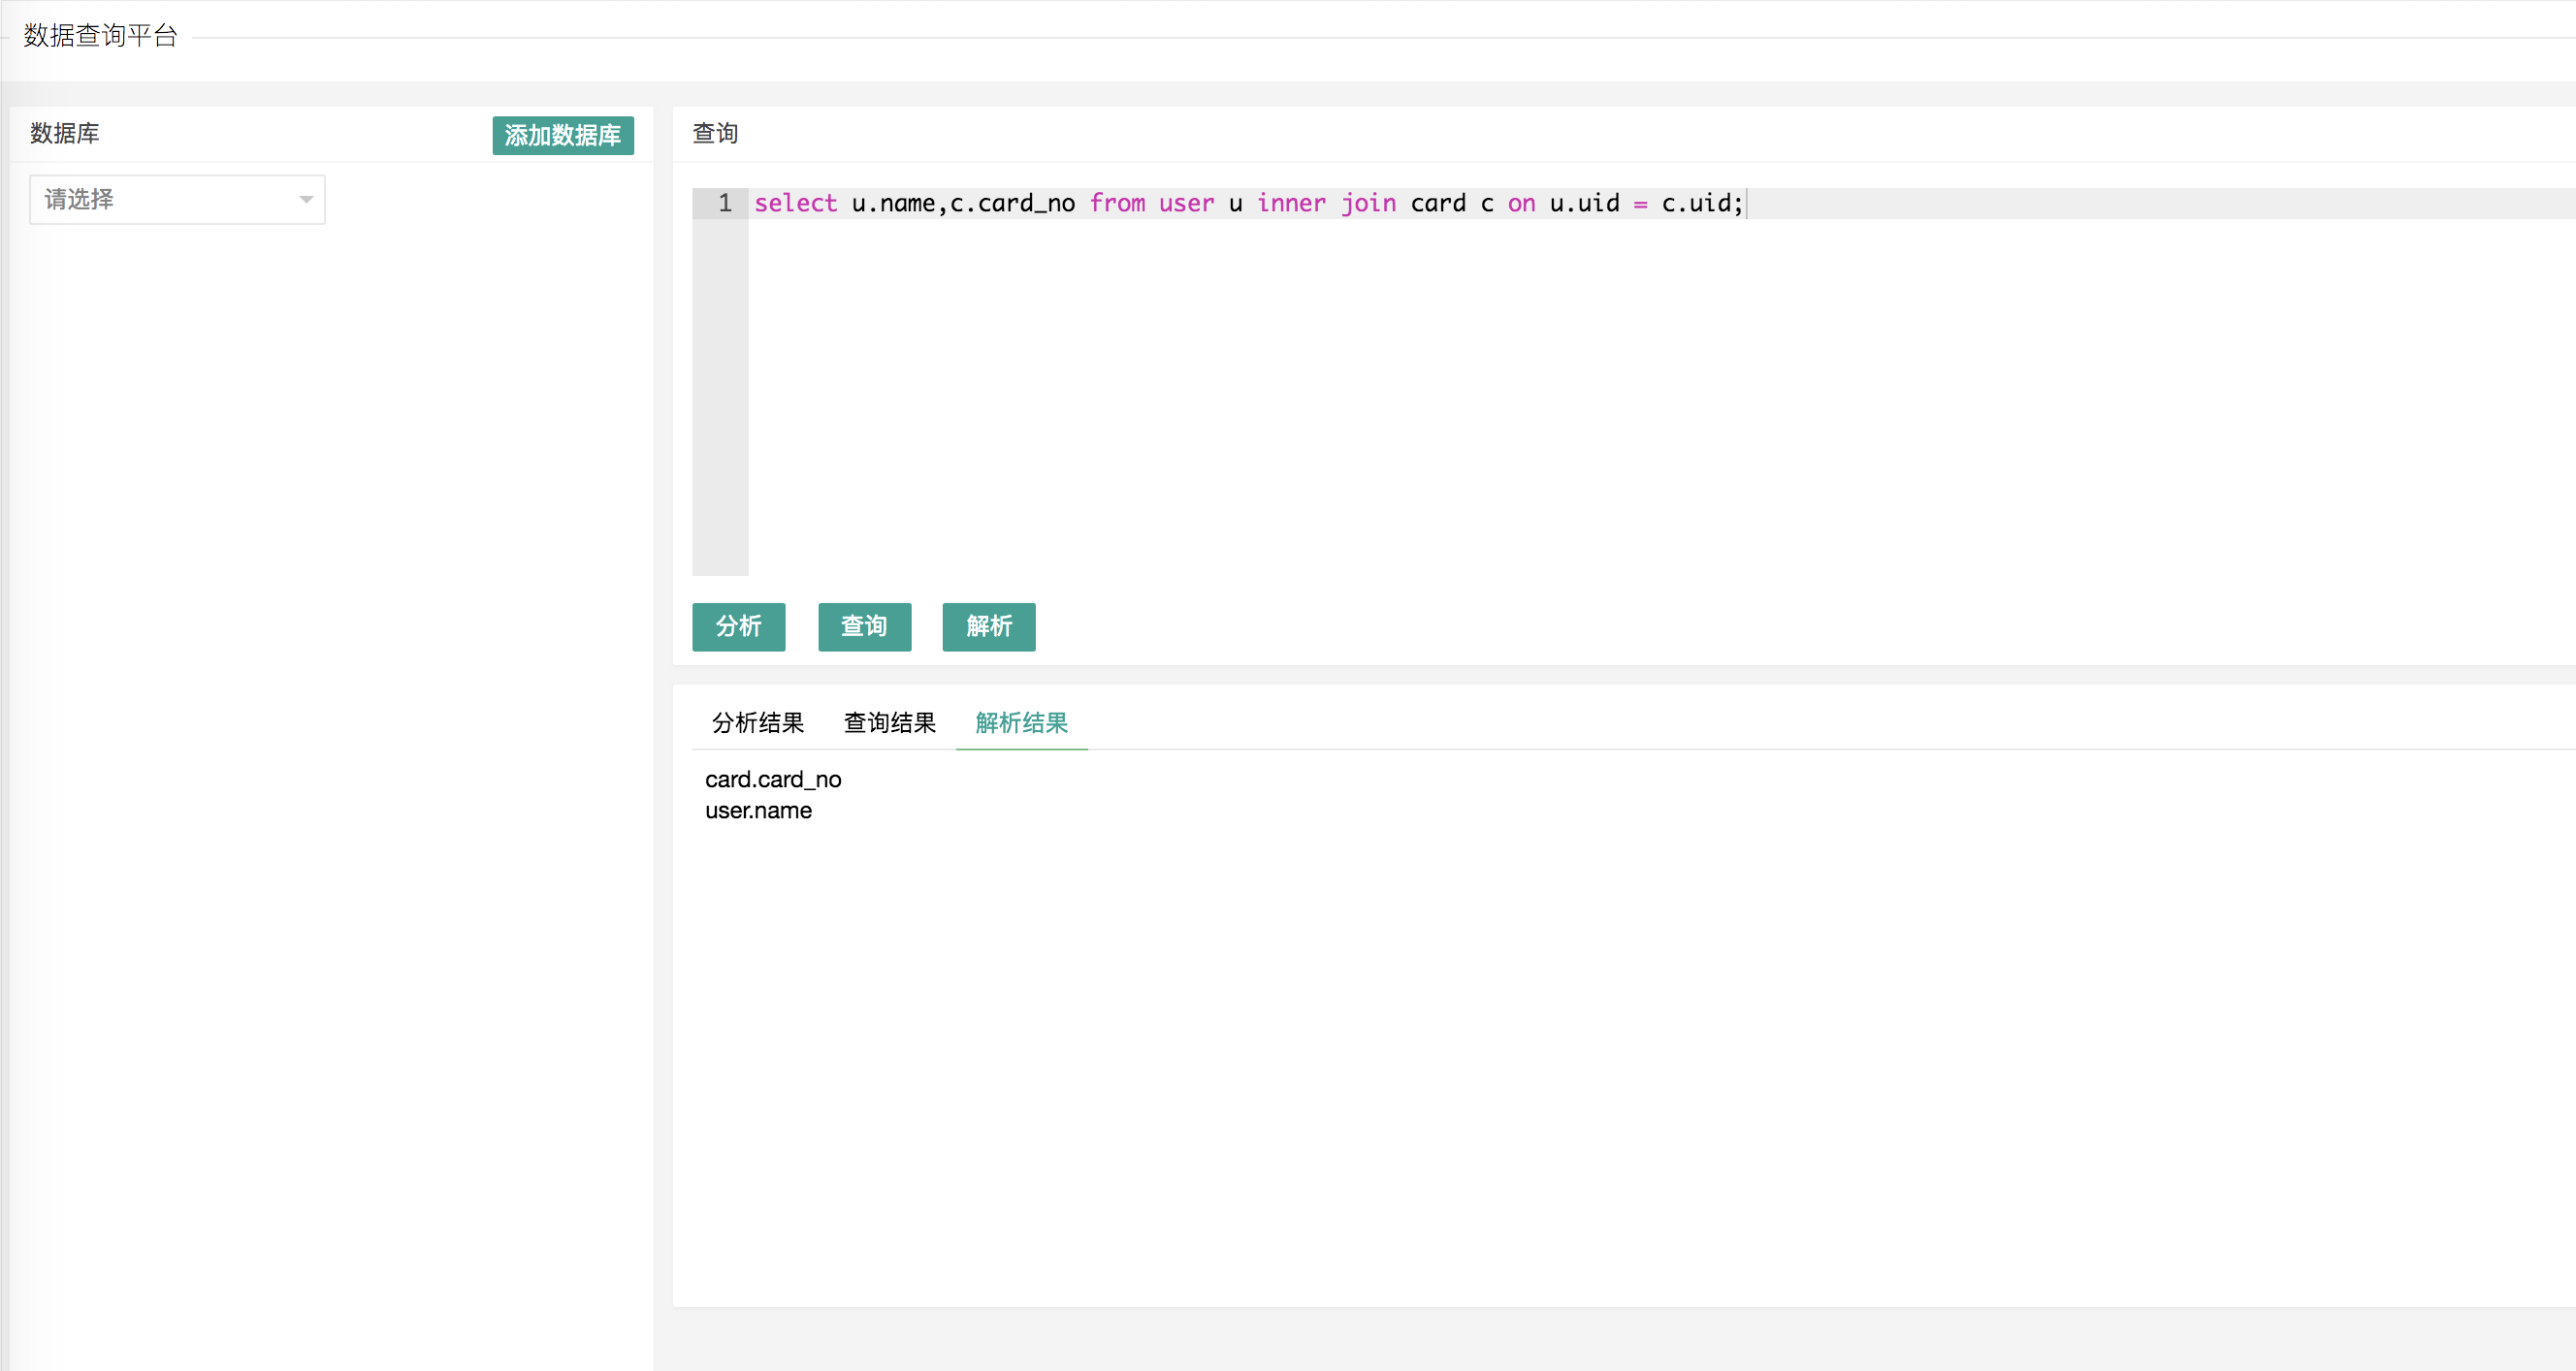 数据查询平台
数据库
添加数据库
请选择
查询
1 select u.name,c.card_no from user u inner join card c on u.uid = c.uid;
分析 查询 解析
分析结果 查询结果 解析结果
card.card_no
user.name